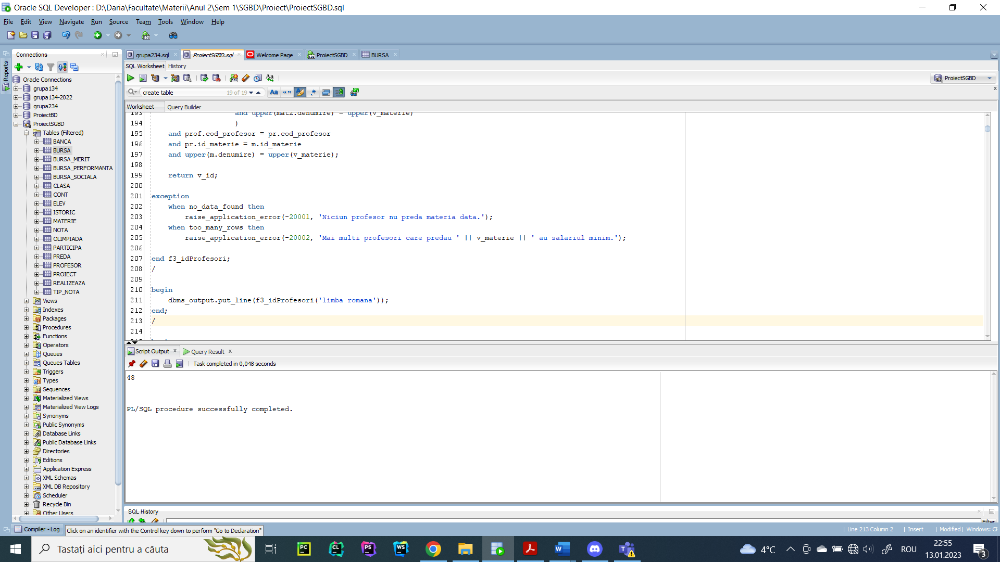 Oracle SQL Developer : D:\Daria\Facultate\Materii\Anul 2\Sem 1\SGBD\Proiect\ProiectSGBD.sql
File Edit View Navigate Run Source Team Tools Window Help
Reports
Connections
Oracle Connections
grupa134
grupa134-2022
grupa234
ProiectBD
ProiectSGBD
Tables (Filtered)
BANCA
BURSA
BURSA_MERIT
BURSA_PERFORMANTA
BURSA_SOCIALA
CLASA
CONT
ELEV
ISTORIC
MATERIE
NOTA
OLIMPIADA
PARTICIPA
PREDA
PROFESOR
PROIECT
REALIZEAZA
TIP_NOTA
Views
Indexes
Packages
Procedures
Functions
Operators
Queues
Queues Tables
Triggers
Types
Sequences
Materialized Views
Materialized View Logs
Synonyms
Public Synonyms
Database Links
Public Database Links
Directories
Editions
Application Express
XML Schemas
XML DB Repository
Scheduler
Recycle Bin
Other Users
grupa234.sql ProiectSGBD.sql Welcome Page ProiectSGBD BURSA
SQL Worksheet History
ProiectSGBD
create table 19 of 19
Worksheet Query Builder
193 and upper(mat2.denumire) = upper(v_materie)
194 )
195 and prof.cod_profesor = pr.cod_profesor
196 and pr.id_materie = m.id_materie
197 and upper(m.denumire) = upper(v_materie);
198
199 return v_id;
200
201 exception
202 when no_data_found then
203 raise_application_error(-20001, 'Niciun profesor nu preda materia data.');
204 when too_many_rows then
205 raise_application_error(-20002, 'Mai multi profesori care predau ' || v_materie || ' au salariul minim.');
206
207 end f3_idProfesori;
208 /
209
210 begin
211 dbms_output.put_line(f3_idProfesori('limba romana'));
212 end;
213 /
214
Script Output Query Result
Task completed in 0,048 seconds
48
PL/SQL procedure successfully completed.
SQL History
Filter
Compiler - Log
Click on an identifier with the Control key down to perform "Go to Declaration"
Line 213 Column 2 Insert Modified Windows: CF
Tastați aici pentru a căuta
PC CL PS WS
4°C
ROU
22:55
13.01.2023
3